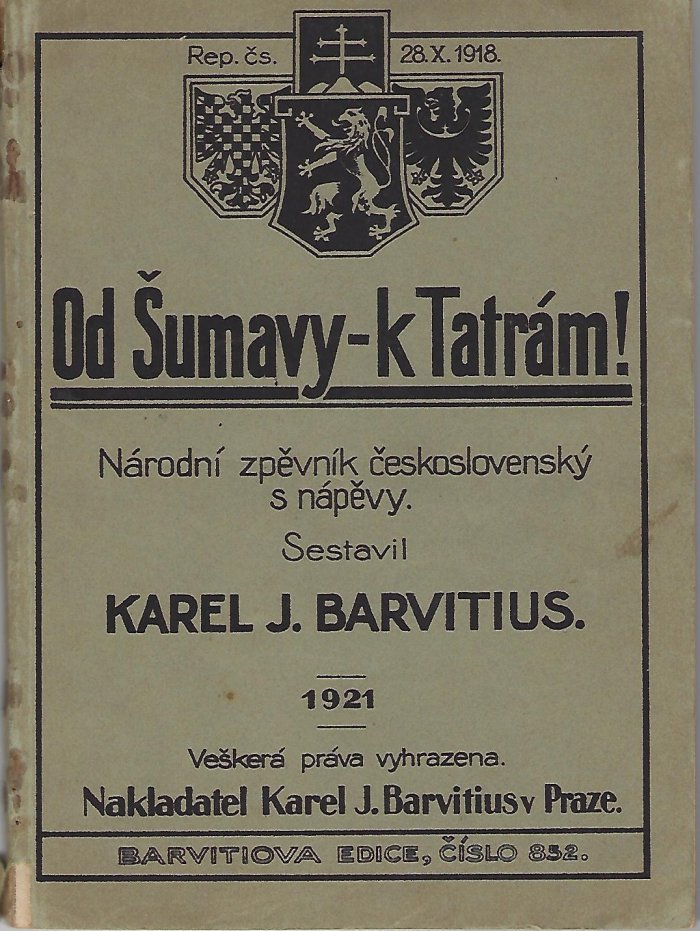 Rep. čs. 28. X. 1918.
Od Šumavy - k Tatrám!
Národní zpěvník československý
s nápěvy.
Sestavil
KAREL J. BARVITIUS.
1921
Veškerá práva vyhrazena.
Nakladatel Karel J. Barvitius v Praze.
BARVITIOVA EDICE, ČÍSLO 852.